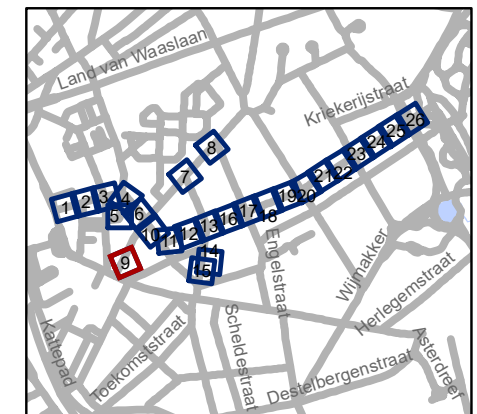 Land van Waaslaan
Kriekerijstraat
26
25
24
23
22
21
20
19
18
17
16
13
12
11
10
8
7
6
5
4
3
2
1
14
15
9
Engelstraat
Wijmakker
Herlegemstraat
Kattepad
Toekomststraat
Scheldestraat
Destelbergenstraat
Asterdreef